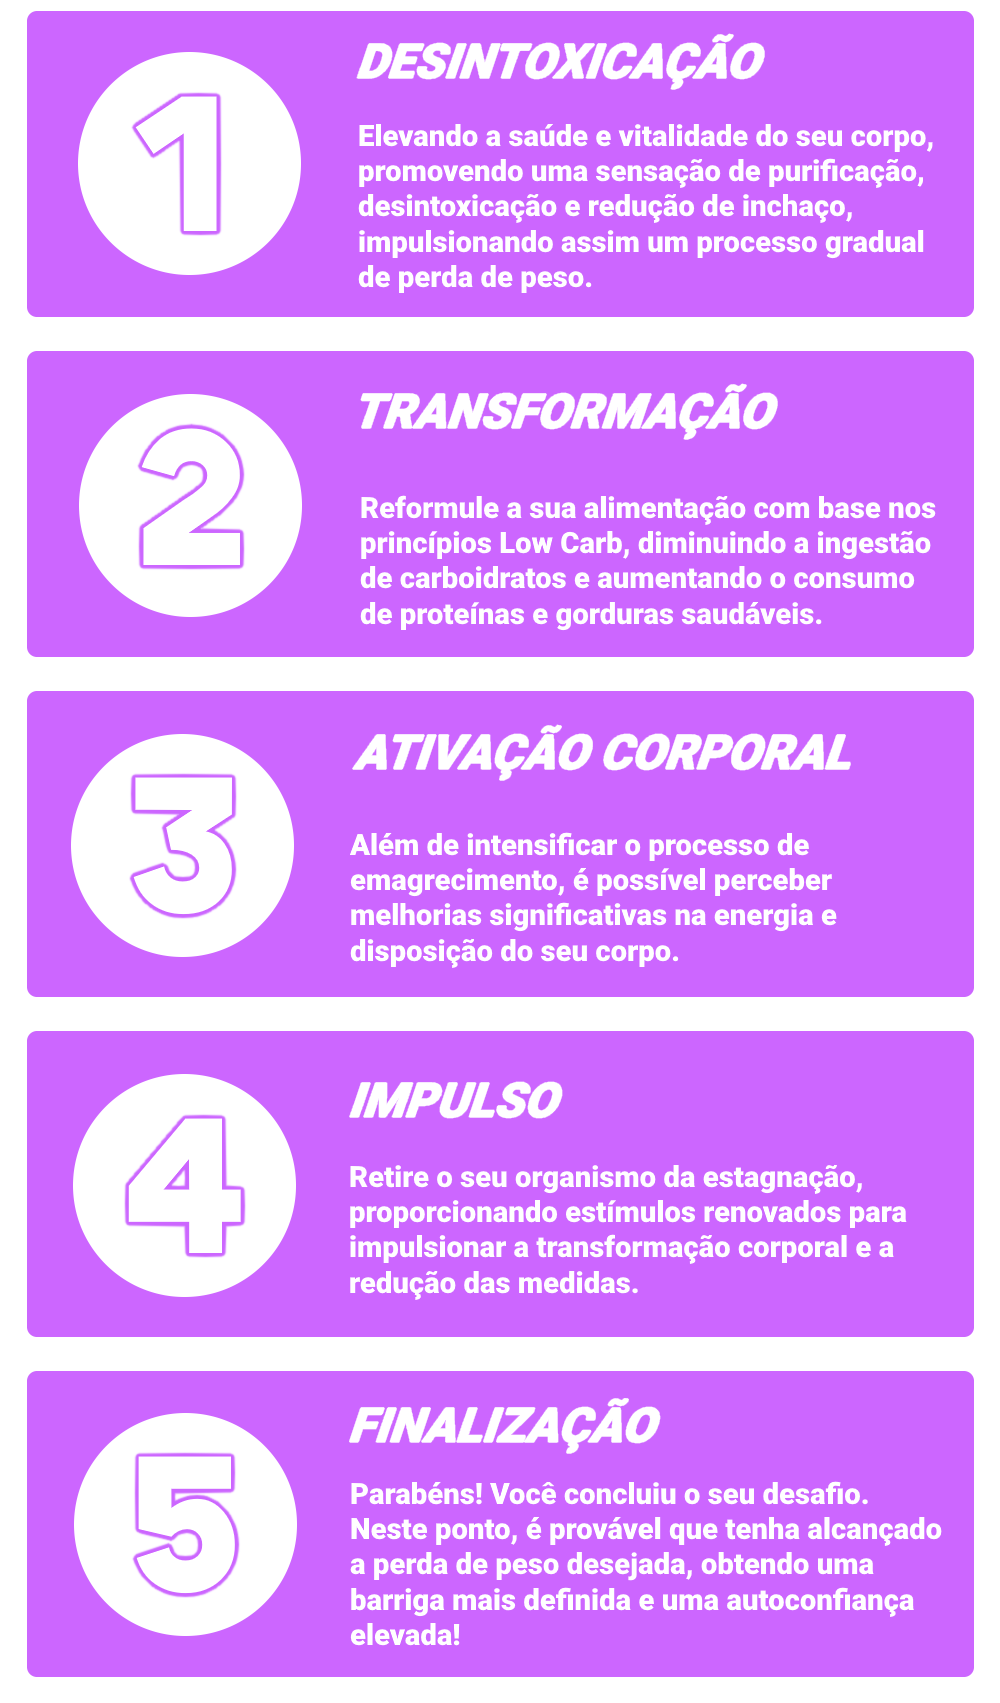 1
DESINTOXICAÇÃO
Elevando a saúde e vitalidade do seu corpo,
promovendo uma sensação de purificação,
desintoxicação e redução de inchaço,
impulsionando assim um processo gradual
de perda de peso.
2
TRANSFORMAÇÃO
Reformule a sua alimentação com base nos
princípios Low Carb, diminuindo a ingestão
de carboidratos e aumentando o consumo
de proteínas e gorduras saudáveis.
3
ATIVAÇÃO CORPORAL
Além de intensificar o processo de
emagrecimento, é possível perceber
melhorias significativas na energia e
disposição do seu corpo.
4
IMPULSO
Retire o seu organismo da estagnação,
proporcionando estímulos renovados para
impulsionar a transformação corporal e a
redução das medidas.
5
FINALIZAÇÃO
Parabéns! Você concluiu o seu desafio.
Neste ponto, é provável que tenha alcançado
a perda de peso desejada, obtendo uma
barriga mais definida e uma autoconfiança
elevada!